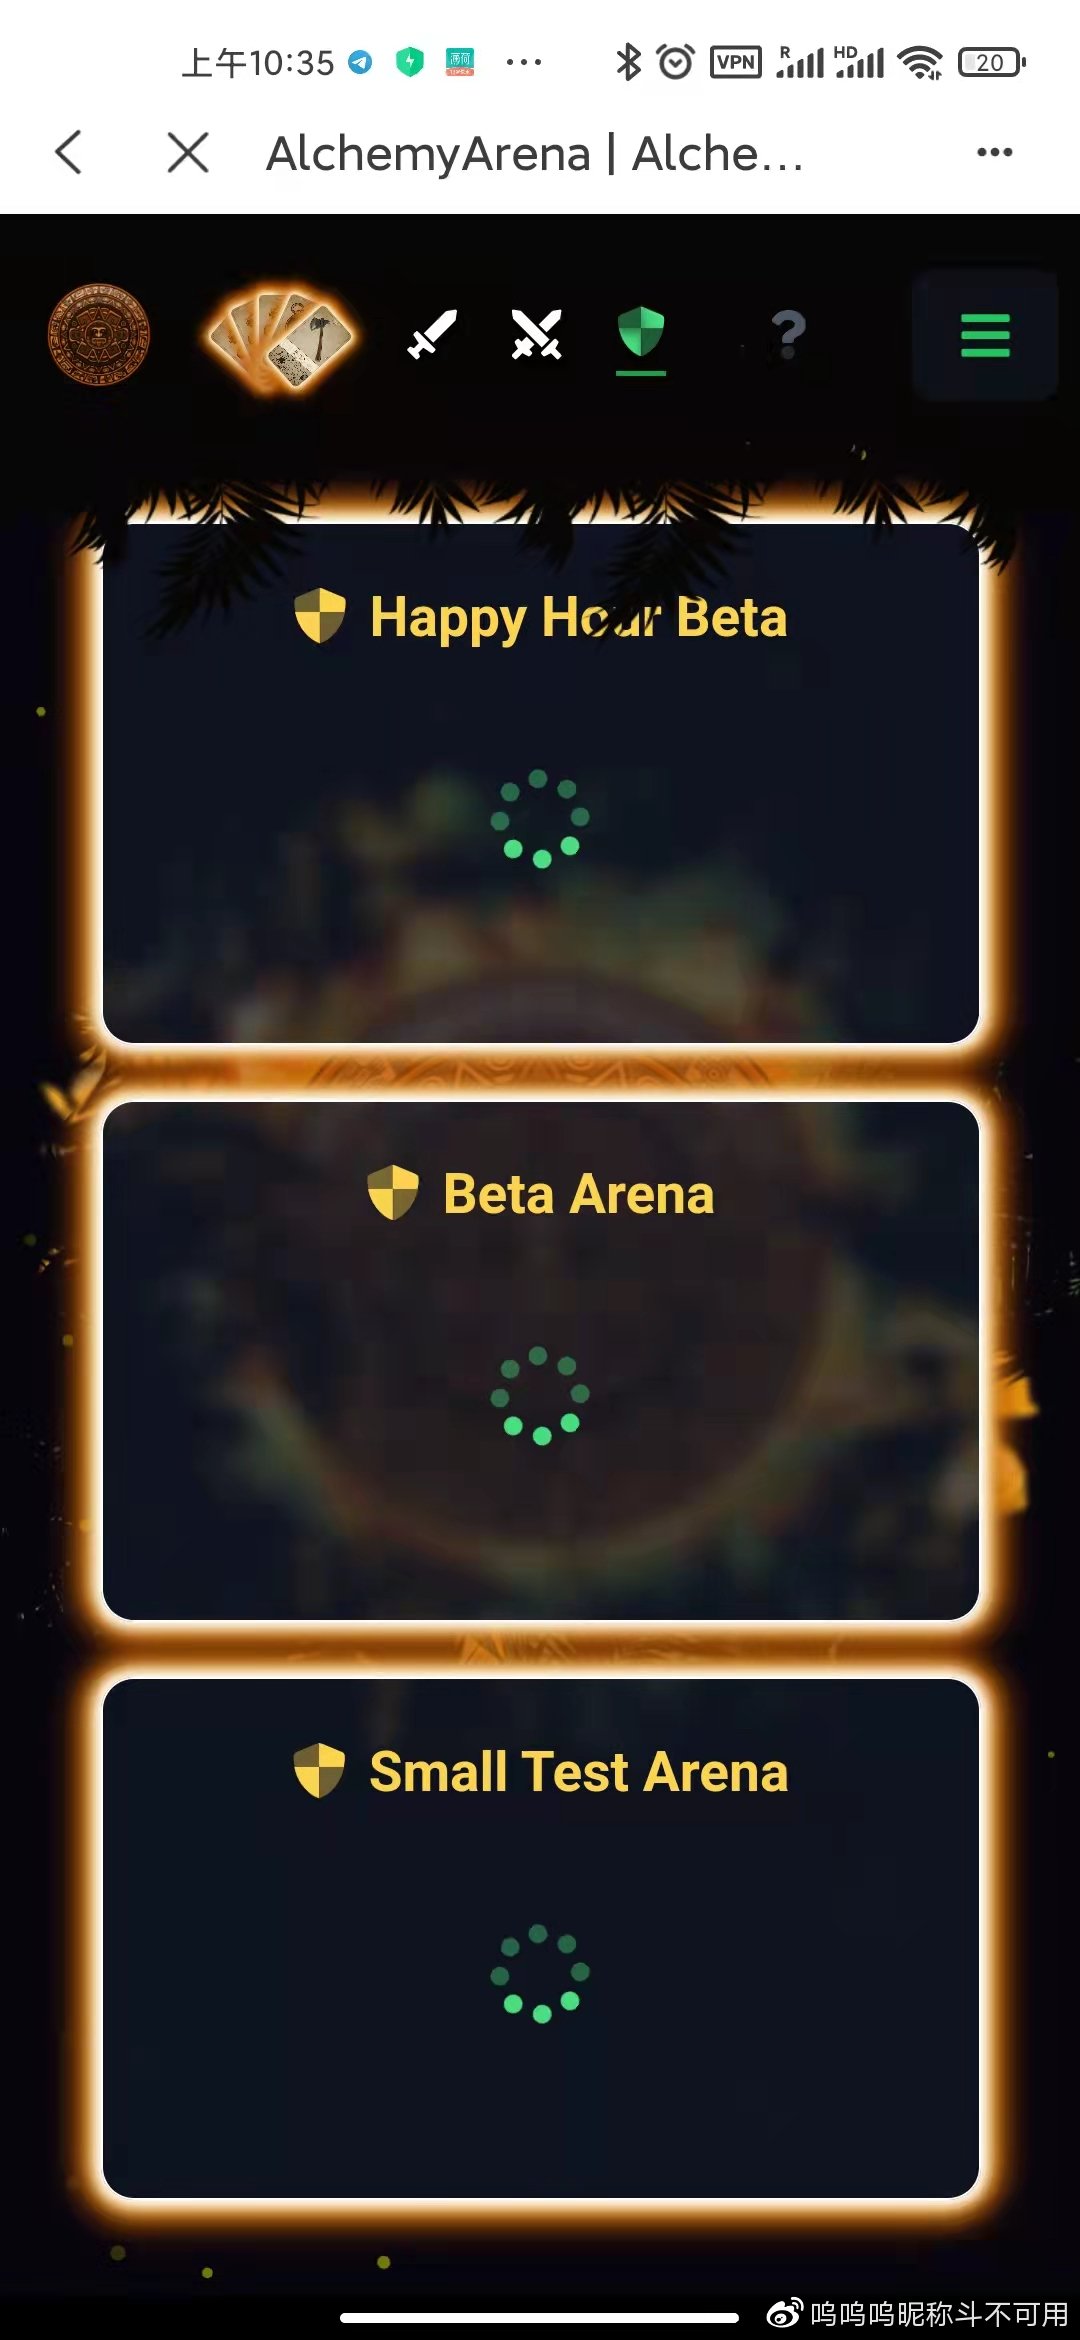 上午10:35
VPN
R
HD
20
AlchemyArena | Alche...
Happy Hour Beta
Beta Arena
Small Test Arena
呜呜呜昵称斗不可用